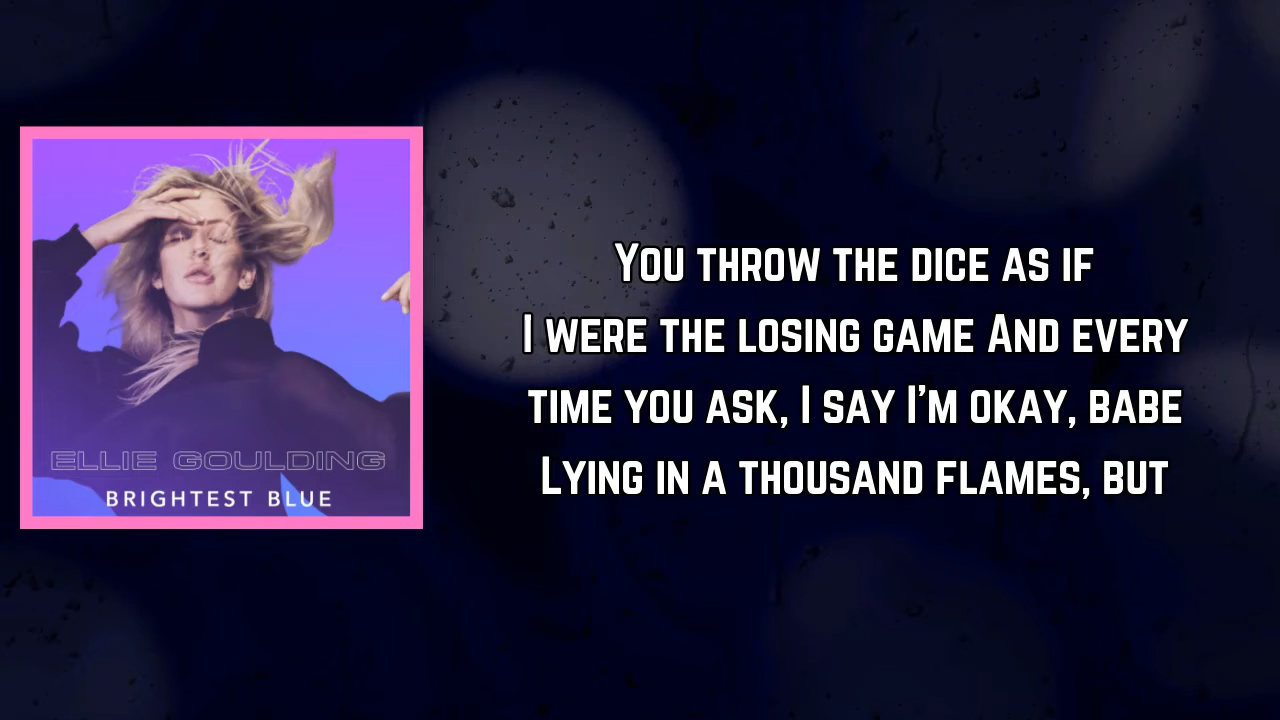 ELLIE GOULDING
BRIGHTEST BLUE
You throw the dice as if
I were the losing game And every
time you ask, I say I'm okay, babe
Lying in a thousand flames, but